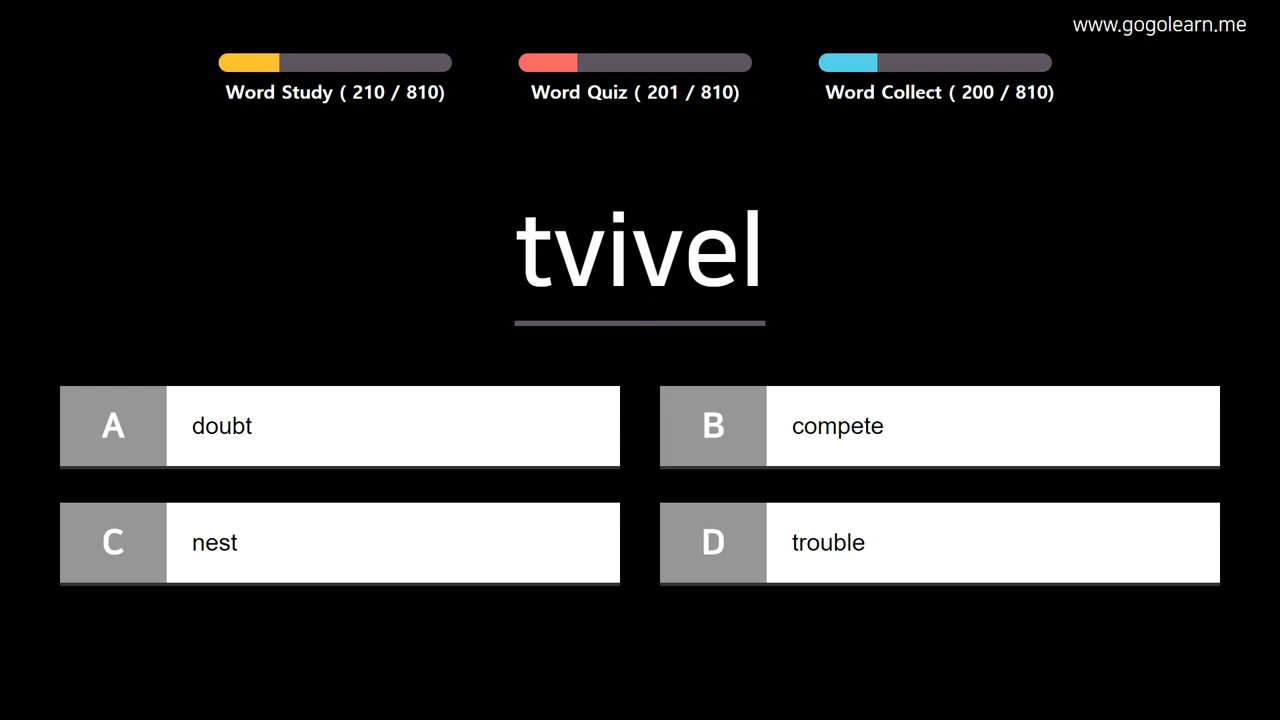 www.gogolearn.me
Word Study ( 210 / 810)
Word Quiz ( 201 / 810)
Word Collect ( 200 / 810)
tvivel
A doubt
B compete
C nest
D trouble